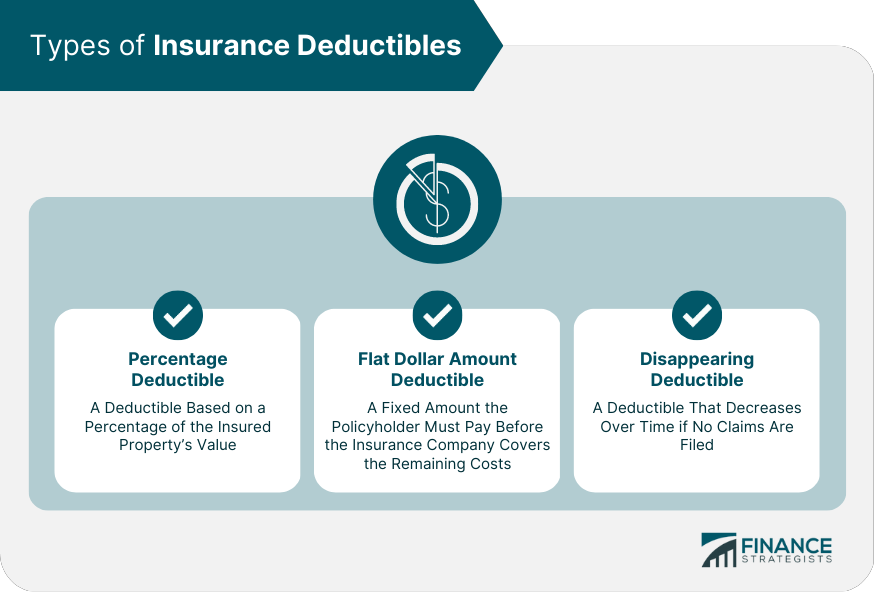 Types of Insurance Deductibles
Percentage
Deductible
A Deductible Based on a
Percentage of the Insured
Property's Value
Flat Dollar Amount
Deductible
A Fixed Amount the
Policyholder Must Pay Before
the Insurance Company Covers
the Remaining Costs
Disappearing
Deductible
A Deductible That Decreases
Over Time if No Claims Are
Filed
FINANCE
STRATEGISTS